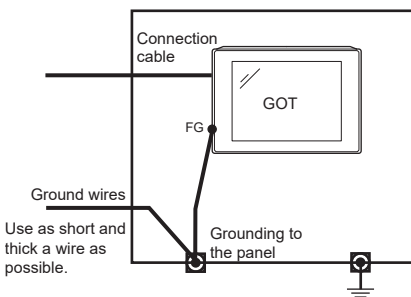 Connection
cable
GOT
FG
Ground wires
Use as short and
thick a wire as
possible.
Grounding to
the panel